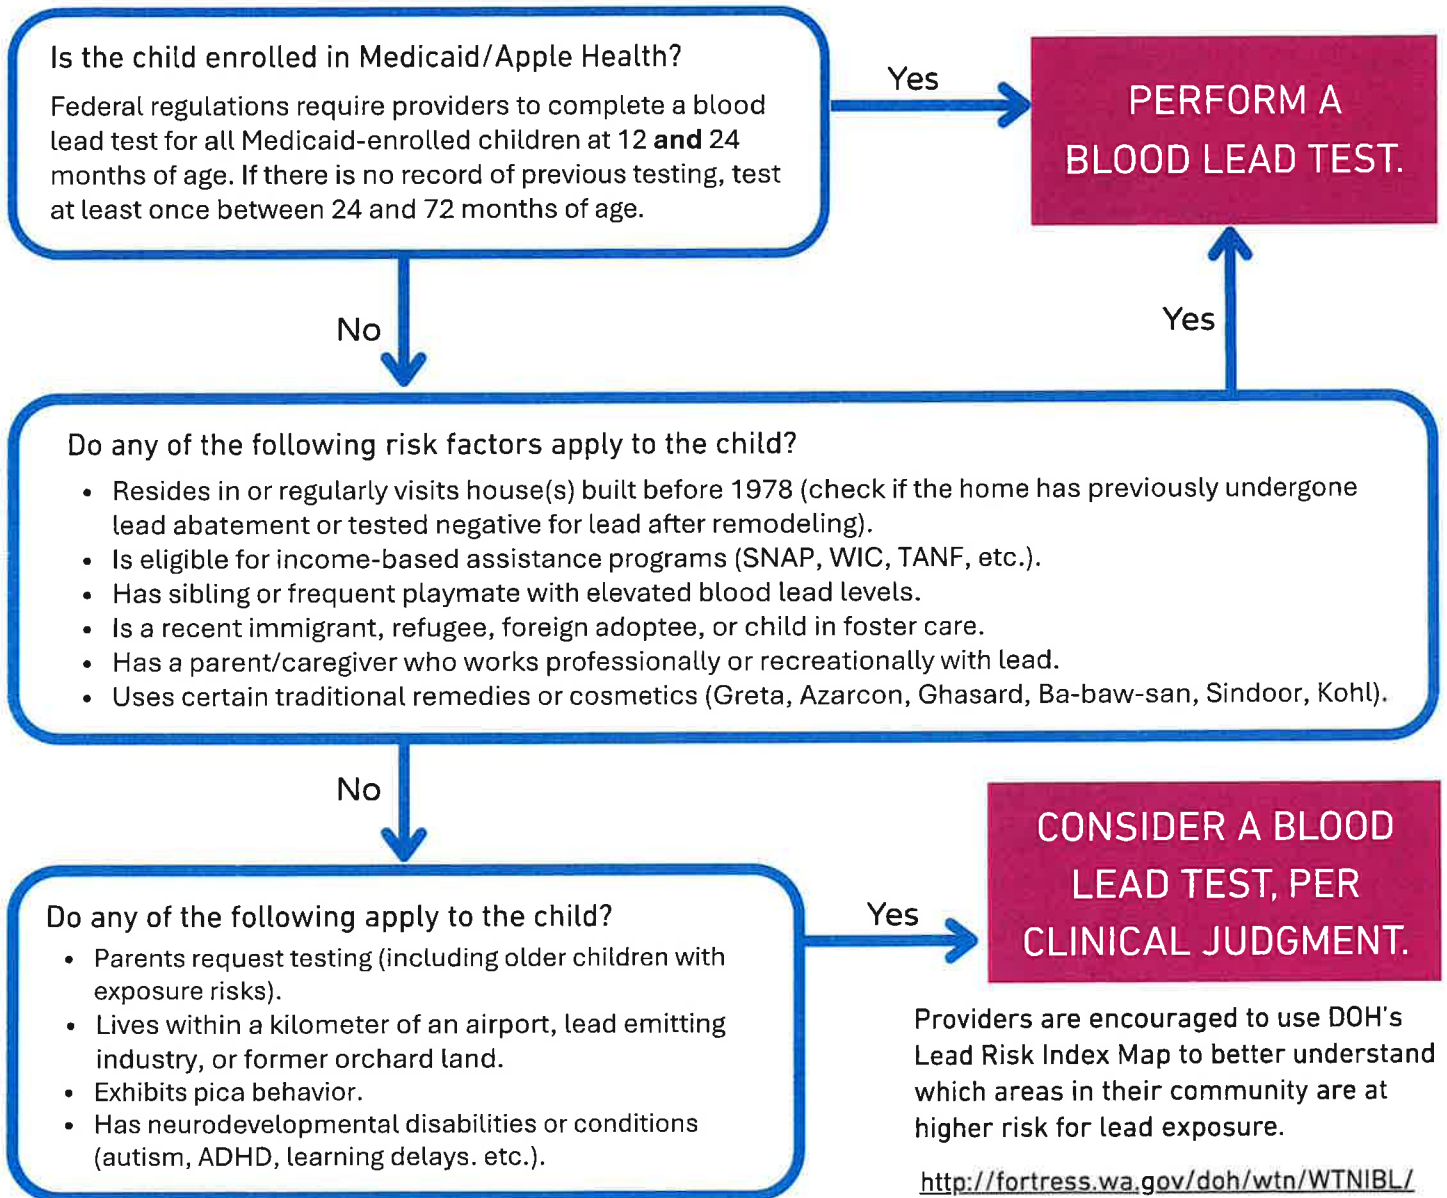 Is the child enrolled in Medicaid/Apple Health?
Federal regulations require providers to complete a blood
lead test for all Medicaid-enrolled children at 12 and 24
months of age. If there is no record of previous testing, test
at least once between 24 and 72 months of age.
Yes
PERFORM A
BLOOD LEAD TEST.
No
Yes
Do any of the following risk factors apply to the child?
• Resides in or regularly visits house(s) built before 1978 (check if the home has previously undergone
lead abatement or tested negative for lead after remodeling).
• Is eligible for income-based assistance programs (SNAP, WIC, TANF, etc.).
• Has sibling or frequent playmate with elevated blood lead levels.
• Is a recent immigrant, refugee, foreign adoptee, or child in foster care.
• Has a parent/caregiver who works professionally or recreationally with lead.
• Uses certain traditional remedies or cosmetics (Greta, Azarcon, Ghasard, Ba-baw-san, Sindoor, Kohl).
No
Do any of the following apply to the child?
• Parents request testing (including older children with
exposure risks).
• Lives within a kilometer of an airport, lead emitting
industry, or former orchard land.
• Exhibits pica behavior.
• Has neurodevelopmental disabilities or conditions
(autism, ADHD, learning delays. etc.).
Yes
CONSIDER A BLOOD
LEAD TEST, PER
CLINICAL JUDGMENT.
Providers are encouraged to use DOH's
Lead Risk Index Map to better understand
which areas in their community are at
higher risk for lead exposure.
http://fortress.wa.gov/doh/wtn/WTNIBL/